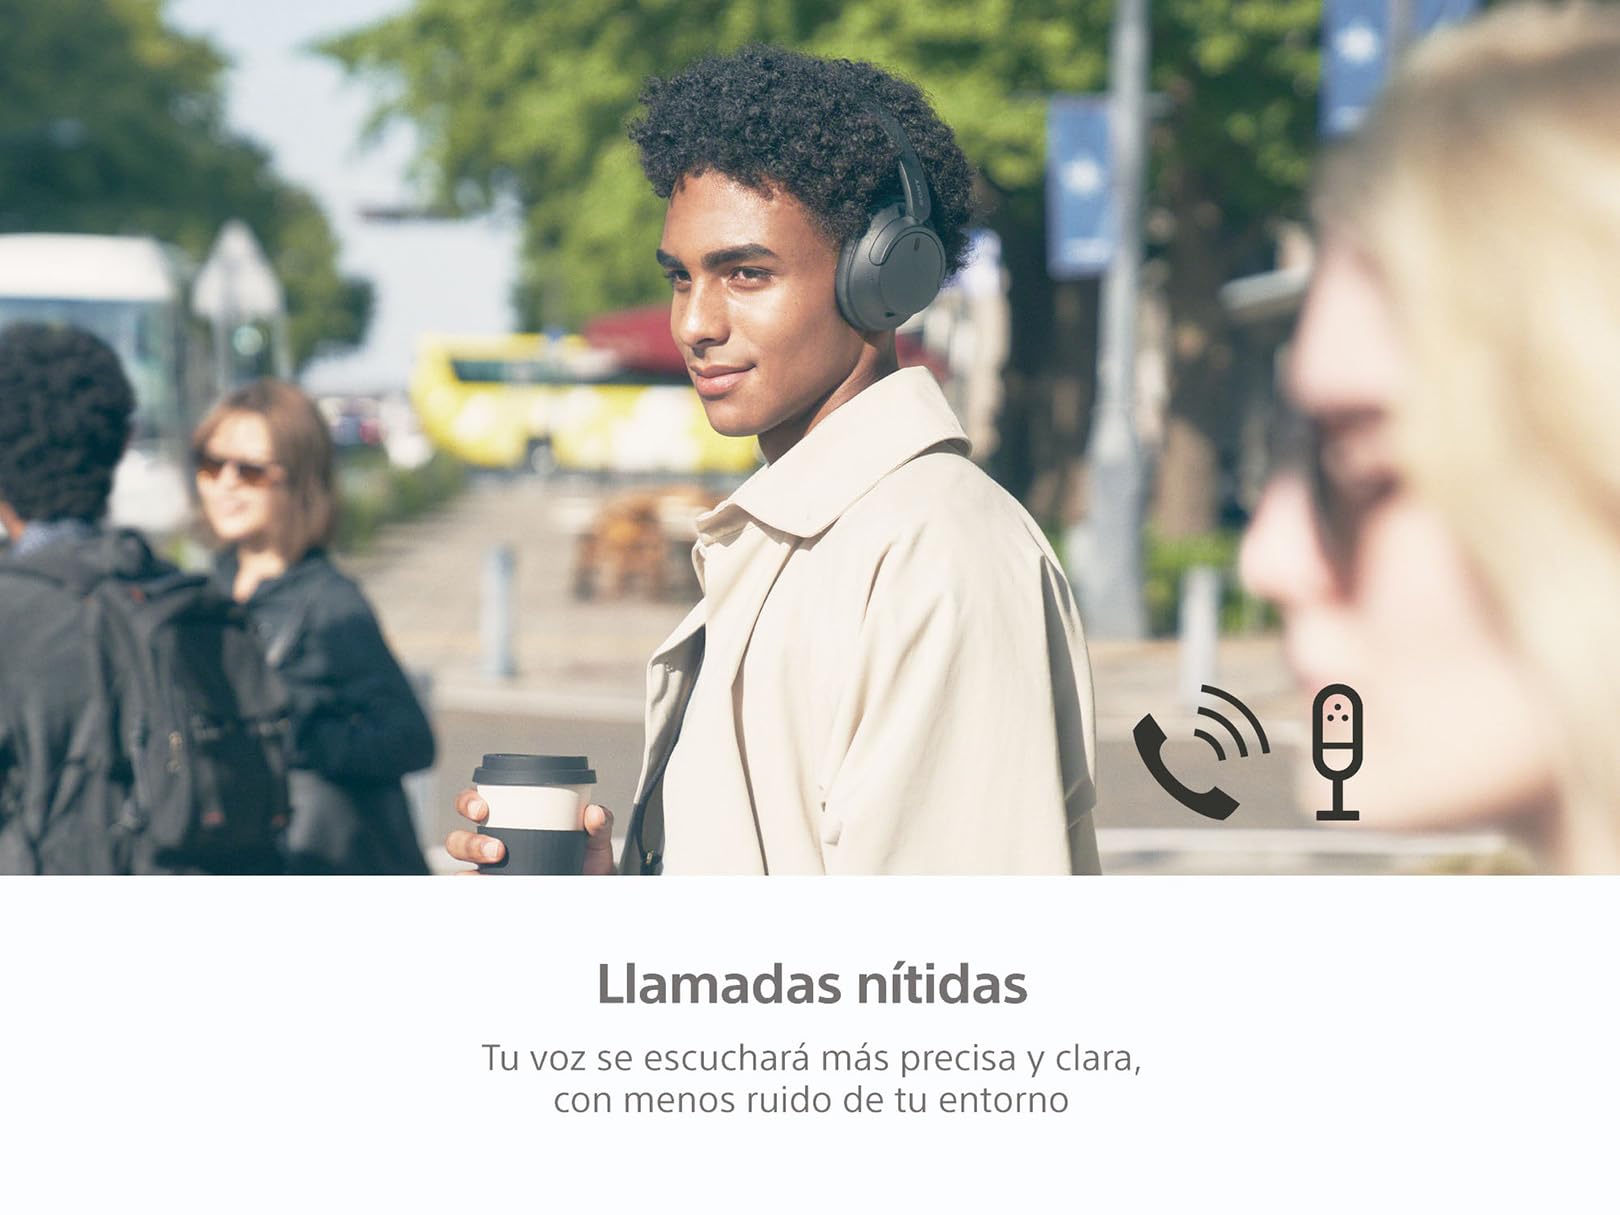 Llamadas nítidas
Tu voz se escuchará más precisa y clara,
con menos ruido de tu entorno